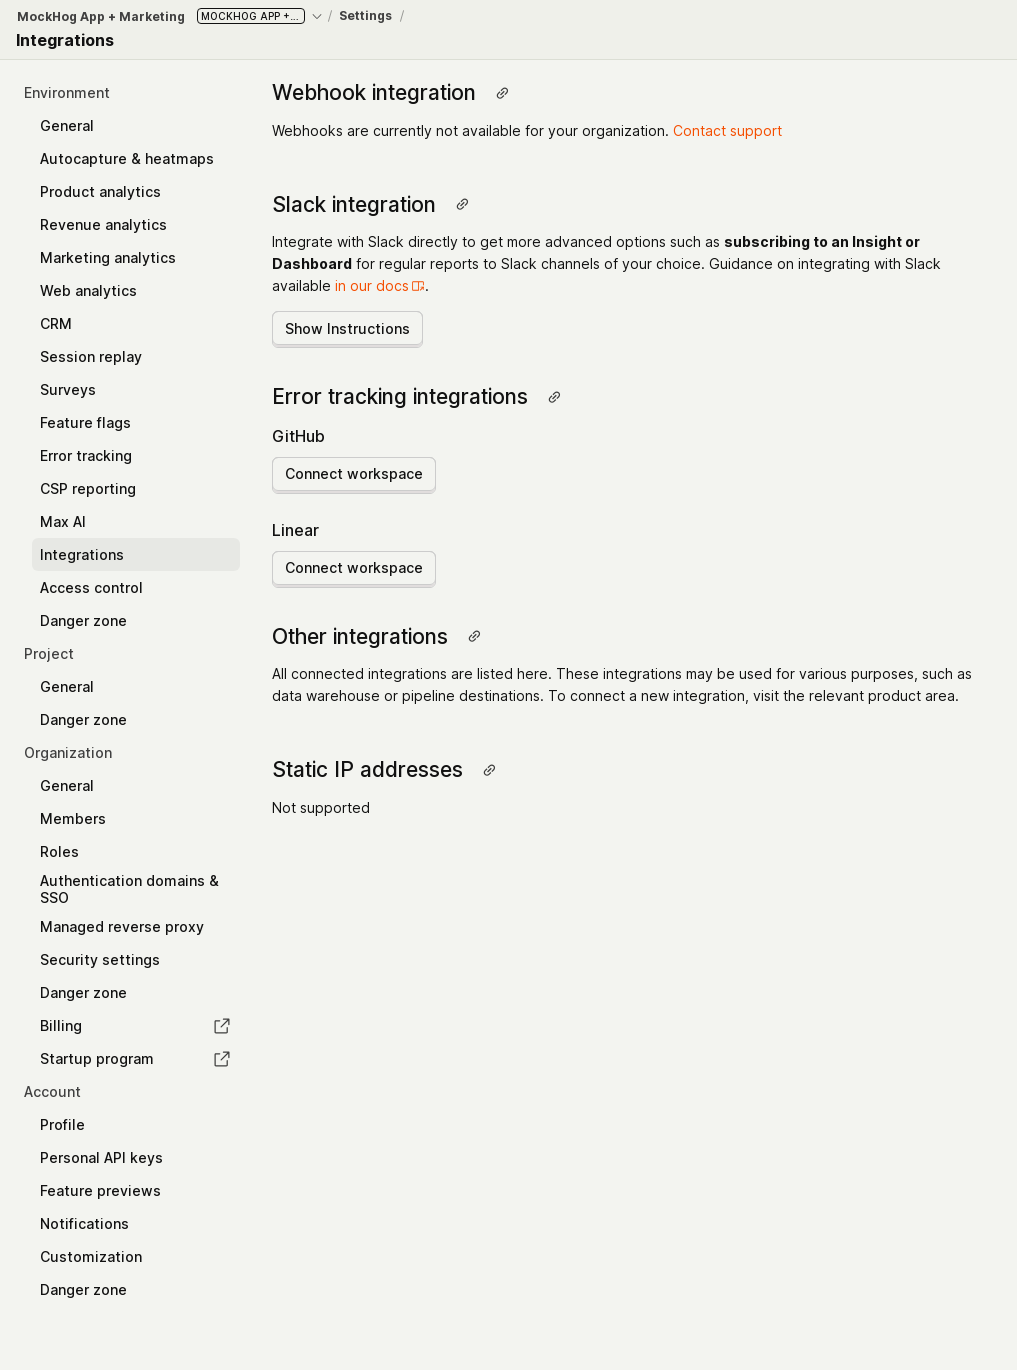 MockHog App + Marketing MOCKHOG APP +... / Settings /
Integrations
Environment
General
Autocapture & heatmaps
Product analytics
Revenue analytics
Marketing analytics
Web analytics
CRM
Session replay
Surveys
Feature flags
Error tracking
CSP reporting
Max AI
Integrations
Access control
Danger zone
Project
General
Danger zone
Organization
General
Members
Roles
Authentication domains &
SSO
Managed reverse proxy
Security settings
Danger zone
Billing
Startup program
Account
Profile
Personal API keys
Feature previews
Notifications
Customization
Danger zone
Webhook integration
Webhooks are currently not available for your organization. Contact support
Slack integration
Integrate with Slack directly to get more advanced options such as subscribing to an Insight or
Dashboard for regular reports to Slack channels of your choice. Guidance on integrating with Slack
available in our docs.
Show Instructions
Error tracking integrations
GitHub
Connect workspace
Linear
Connect workspace
Other integrations
All connected integrations are listed here. These integrations may be used for various purposes, such as
data warehouse or pipeline destinations. To connect a new integration, visit the relevant product area.
Static IP addresses
Not supported